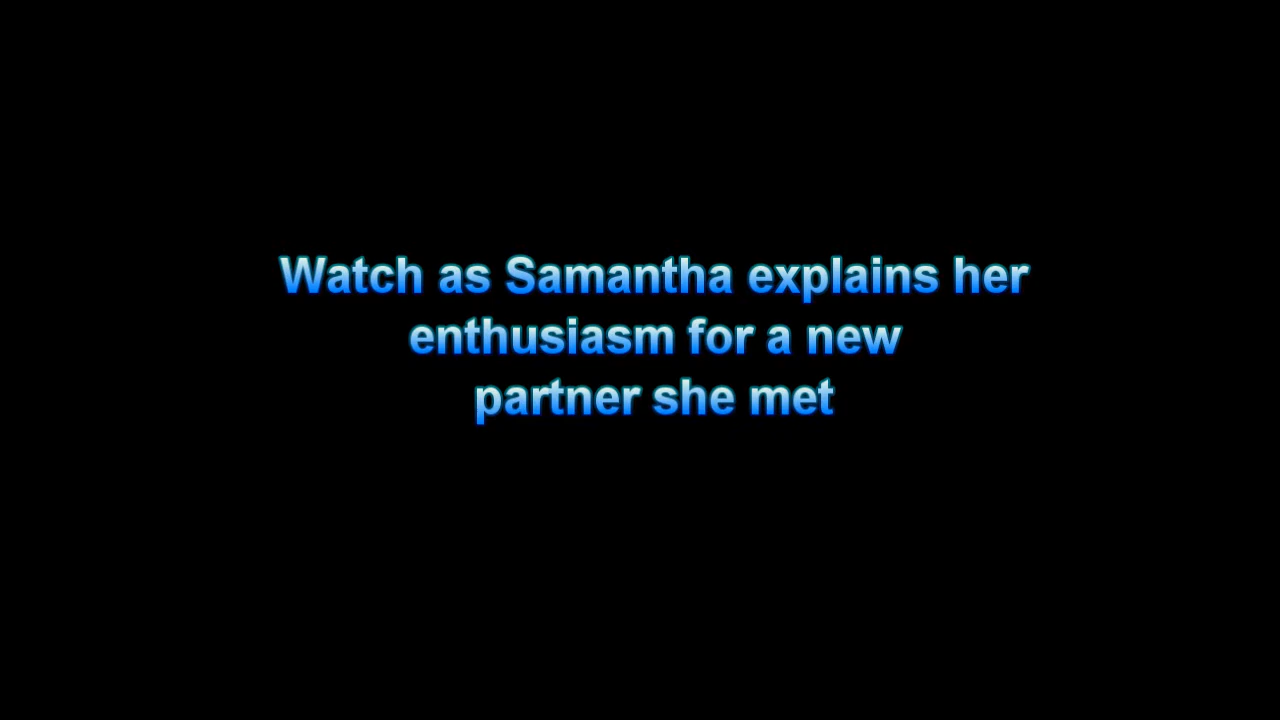 Watch as Samantha explains her
enthusiasm for a new
partner she met